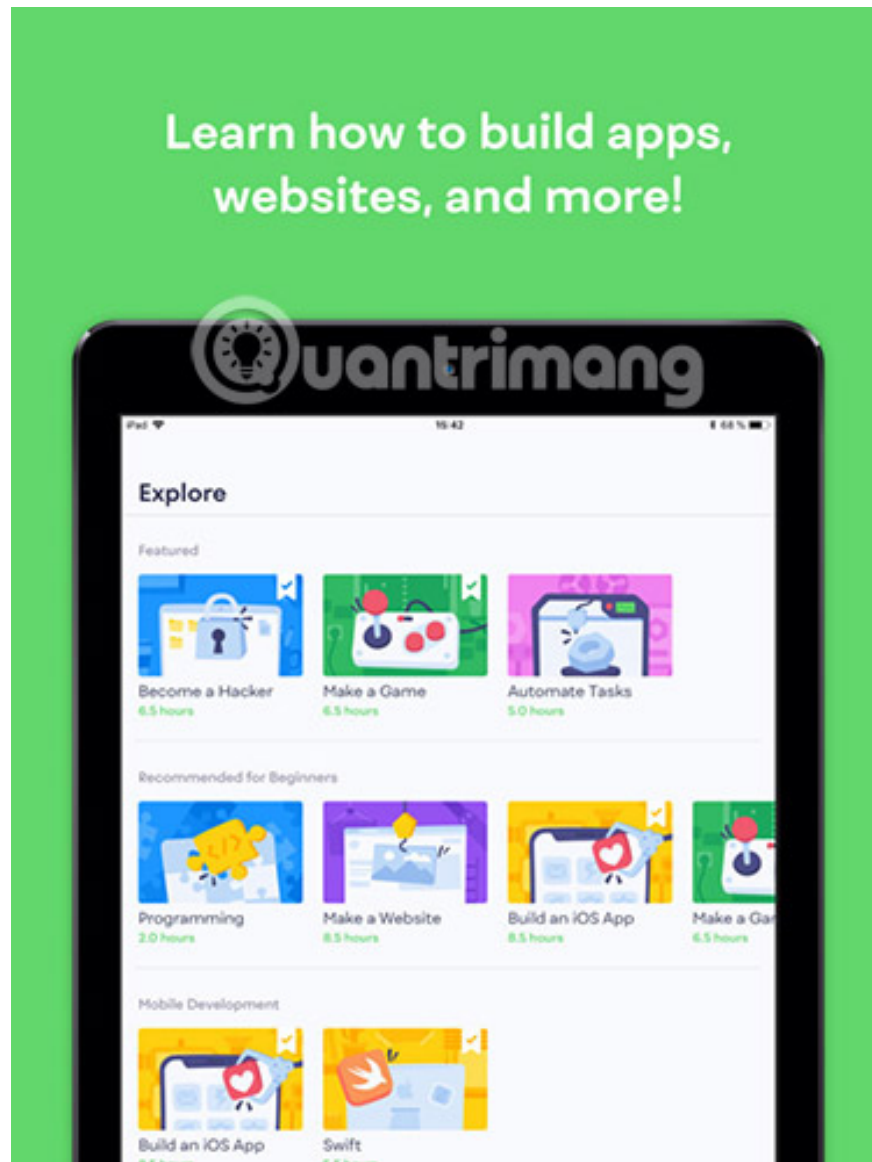 Learn how to build apps,
websites, and more!
Quantrimang
iPad 15:42 68 %
Explore
Featured
Become a Hacker Make a Game Automate Tasks
6.5 hours 6.5 hours 5.0 hours
Recommended for Beginners
Programming Make a Website Build an iOS App Make a Gam
2.0 hours 8.5 hours 8.5 hours 6.5 hours
Mobile Development
Build an iOS App Swift